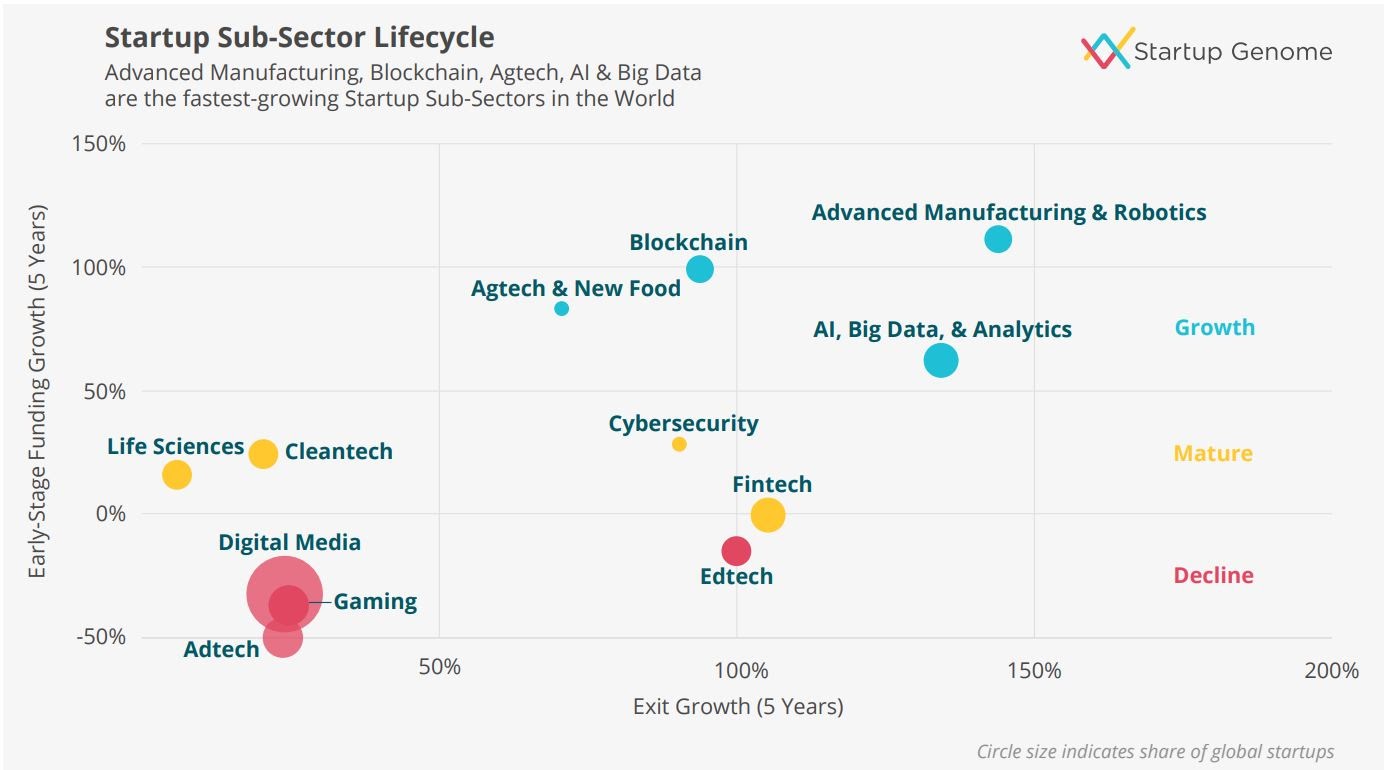 Startup Sub-Sector Lifecycle
Advanced Manufacturing, Blockchain, Agtech, AI & Big Data
are the fastest-growing Startup Sub-Sectors in the World
Startup Genome
Early-Stage Funding Growth (5 Years)
150%
100%
50%
0%
-50%
Advanced Manufacturing & Robotics
Blockchain
Agtech & New Food
AI, Big Data, & Analytics
Growth
Cybersecurity
Life Sciences
Cleantech
Mature
Fintech
Digital Media
Edtech
Decline
Gaming
Adtech
50%
100%
150%
200%
Exit Growth (5 Years)
Circle size indicates share of global startups